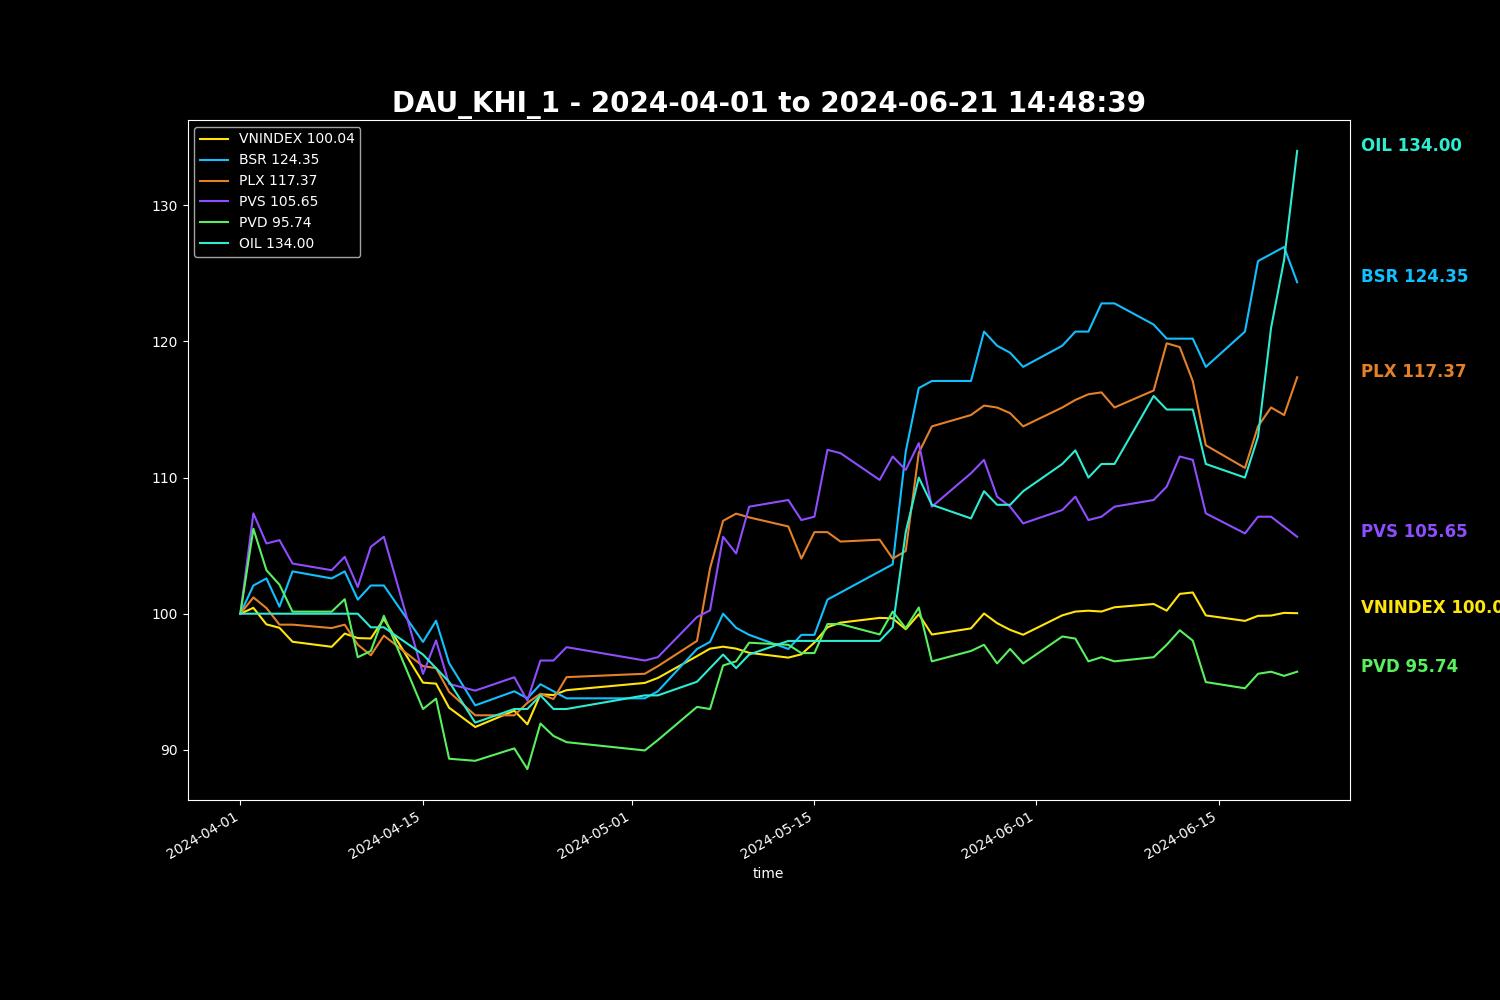 DAU_KHI_1 - 2024-04-01 to 2024-06-21 14:48:39
VNINDEX 100.04
BSR 124.35
PLX 117.37
PVS 105.65
PVD 95.74
OIL 134.00
130
120
110
100
90
OIL 134.00
BSR 124.35
PLX 117.37
PVS 105.65
VNINDEX 100.0
PVD 95.74
2024-04-01
2024-04-15
2024-05-01
2024-05-15
2024-06-01
2024-06-15
time